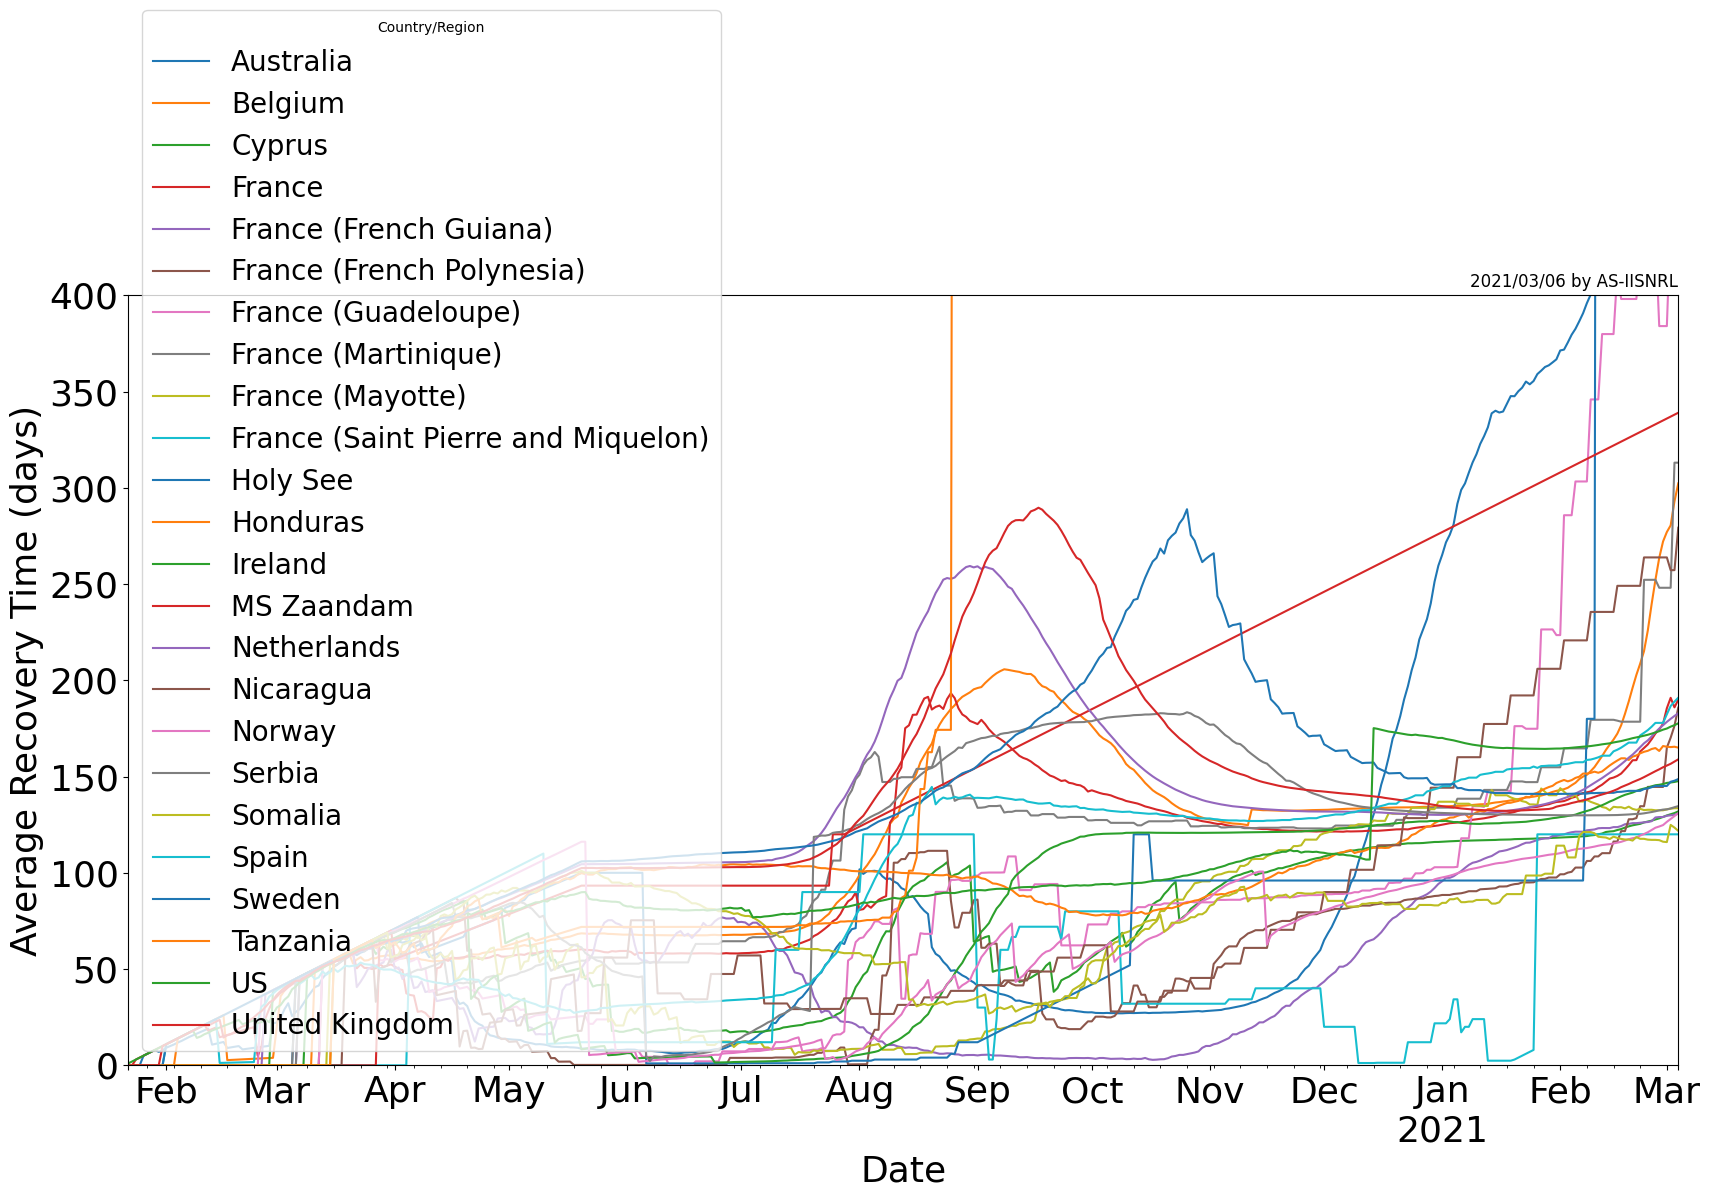 Country/Region
Australia
Belgium
Cyprus
France
France (French Guiana)
France (French Polynesia)
France (Guadeloupe)
France (Martinique)
France (Mayotte)
France (Saint Pierre and Miquelon)
Holy See
Honduras
Ireland
MS Zaandam
Netherlands
Nicaragua
Norway
Serbia
Somalia
Spain
Sweden
Tanzania
US
United Kingdom
2021/03/06 by AS-IISNRL
400
350
300
250
200
150
100
50
0
Average Recovery Time (days)
Feb Mar Apr May Jun Jul Aug Sep Oct Nov Dec Jan Feb Mar
2021
Date